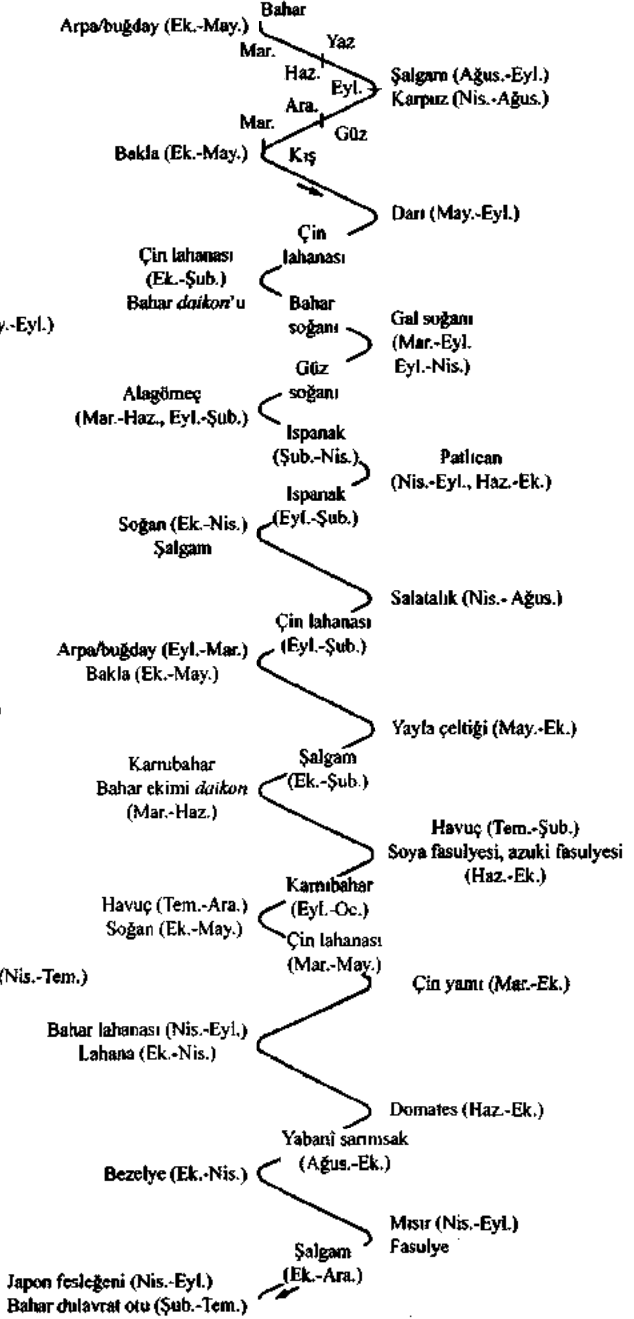 Bahar
Arpa/buğday (Ek.-May.)
Mar.
Yaz
Haz.
Eyl.
Şalgam (Ağus.-Eyl.)
Karpuz (Nis.-Ağus.)
Ara.
Mar.
Güz
Bakla (Ek.-May.)
Kış
Darı (May.-Eyl.)
Çin
lahanası
Çin lahanası
(Ek.-Şub.)
Bahar daikon'u
Bahar
soğanı
y.-Eyl.)
Gal soğanı
(Mar.-Eyl.
Eyl.-Nis.)
Güz
soğanı
Alagömeç
(Mar.-Haz., Eyl.-Şub.)
Ispanak
(Şub.-Nis.)
Patlıcan
(Nis.-Eyl., Haz.-Ek.)
Ispanak
(Eyl.-Şub.)
Soğan (Ek.-Nis.)
Şalgam
Salatalık (Nis.- Ağus.)
Çin lahanası
(Eyl.-Şub.)
Arpa/buğday (Eyl.-Mar.)
Bakla (Ek.-May.)
Yayla çeltiği (May.-Ek.)
Şalgam
(Ek.-Şub.)
Karnıbahar
Bahar ekimi daikon
(Mar.-Haz.)
Havuç (Tem.-Şub.)
Soya fasulyesi, azuki fasulyesi
(Haz.-Ek.)
Karnıbahar
(Eyl.-Oc.)
Havuç (Tem.-Ara.)
Soğan (Ek.-May.)
Çin lahanası
(Mar.-May.)
(Nis.-Tem.)
Çin yamı (Mar.-Ek.)
Bahar lahanası (Nis.-Eyl.)
Lahana (Ek.-Nis.)
Domates (Haz.-Ek.)
Yabanî sarımsak
(Ağus.-Ek.)
Bezelye (Ek.-Nis.)
Mısır (Nis.-Eyl.)
Fasulye
Şalgam
(Ek.-Ara.)
Japon fesleğeni (Nis.-Eyl.)
Bahar dulavrat otu (Şub.-Tem.)